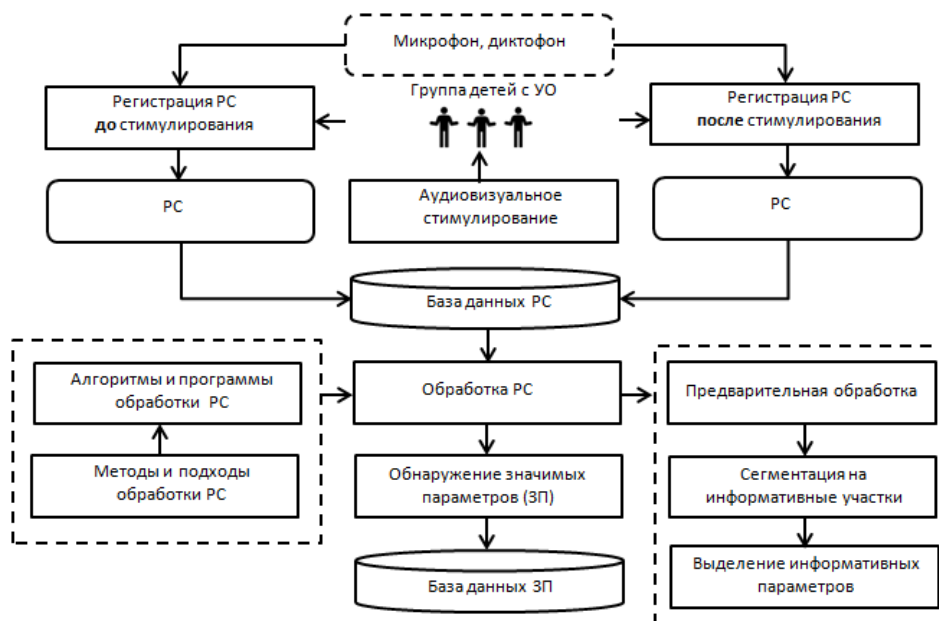 Микрофон, диктофон
Группа детей с УО
Регистрация РС
до стимулирования
Регистрация РС
после стимулирования
РС
Аудиовизуальное
стимулирование
РС
База данных РС
Алгоритмы и программы
обработки РС
Обработка РС
Предварительная обработка
Методы и подходы
обработки РС
Обнаружение значимых
параметров (ЗП)
Сегментация на
информативные участки
База данных ЗП
Выделение информативных
параметров